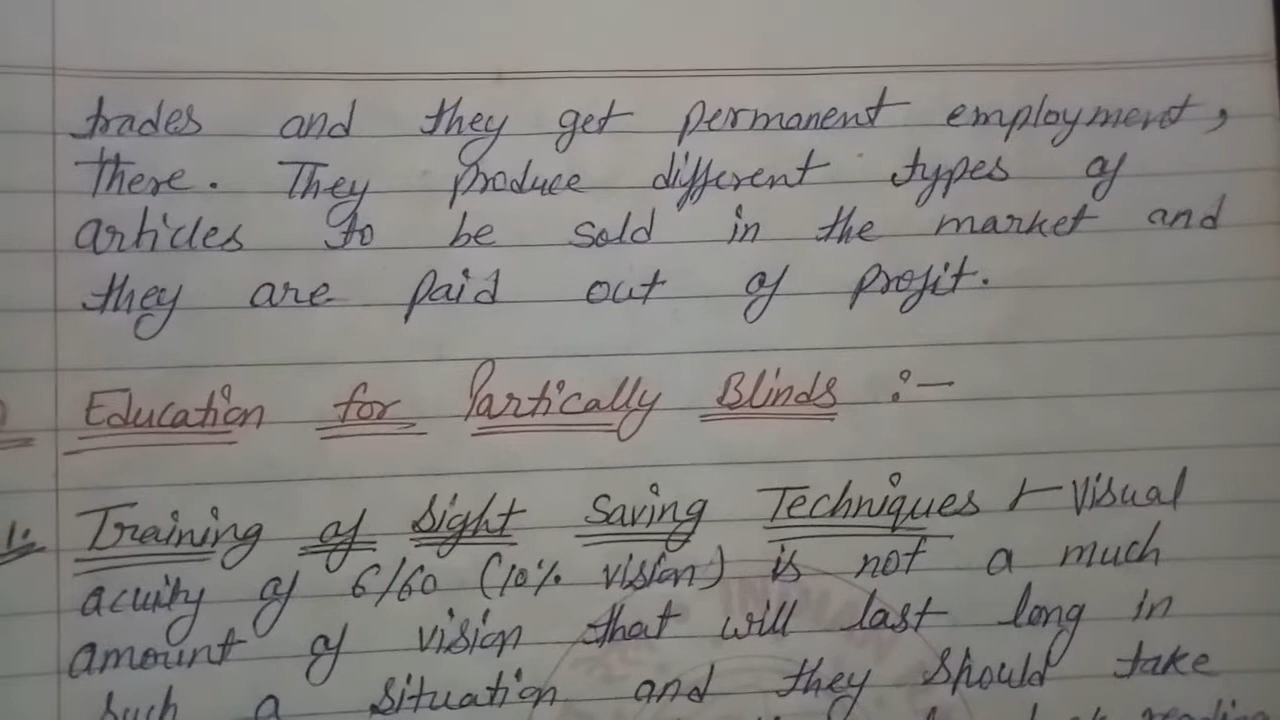 trades and they get permanent employment,
there. They produce different types of
articles to be sold in the market and
they are paid out of profit.
Education for Partically Blinds :-
1. Training of Sight Saving Techniques :- Visual
acuity of 6/60 (10% vision) is not a much
amount of vision that will last long in
such a situation and they should take